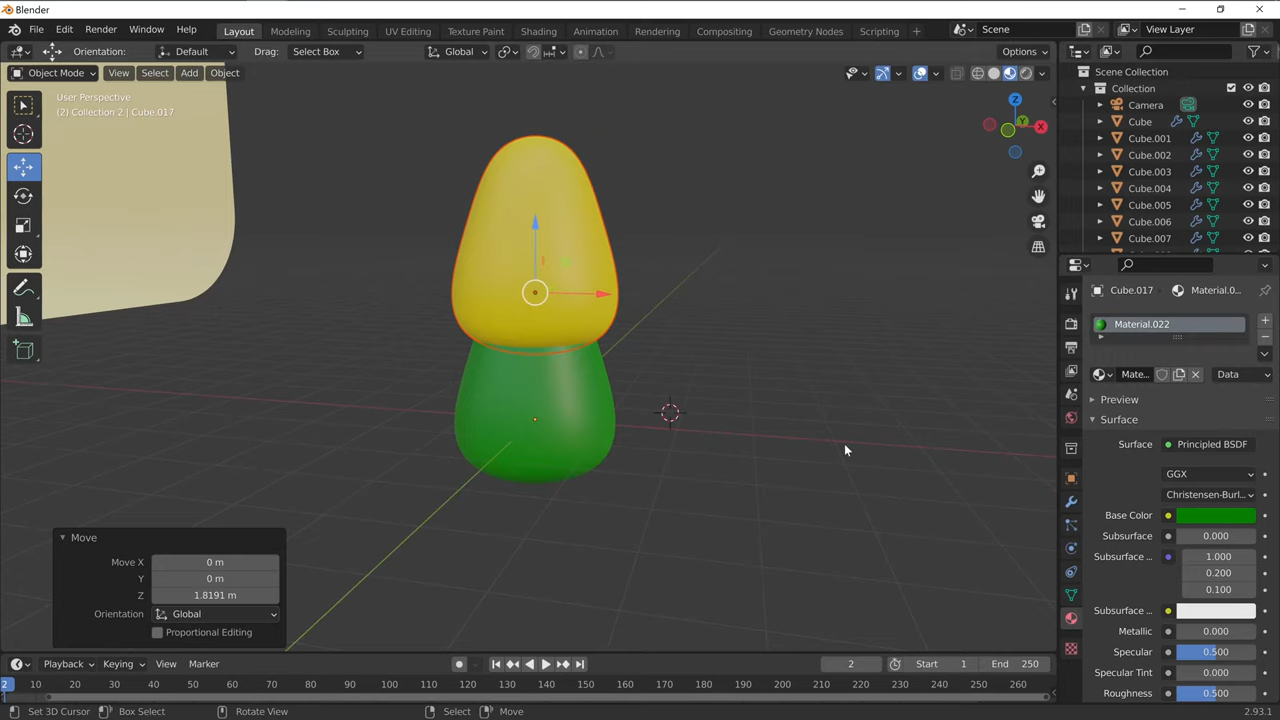 Blender
File Edit Window Render Help Layout Modeling Sculpting UV Editing Texture Paint Shading Animation Rendering Compositing Geometry Nodes Scripting + Scene View Layer
Orientation: Default Drag: Select Box Global Options
Object Mode View Select Add Object
User Perspective
(2) Collection 2 | Cube.017
Z
Y
X
Scene Collection
Collection
Camera
Cube
Cube.001
Cube.002
Cube.003
Cube.004
Cube.005
Cube.006
Cube.007
Cube.017 Material.0...
Material.022
Mate... Data
Preview
Surface
Surface Principled BSDF
GGX
Christensen-Burl...
Base Color
Subsurface 0.000
Subsurface ... 1.000
0.200
0.100
Subsurface ...
Metallic 0.000
Specular 0.500
Specular Tint 0.000
Roughness 0.500
Move
Move X 0 m
Y 0 m
Z 1.8191 m
Orientation Global
Proportional Editing
Playback Keying View Marker 2 Start 1 End 250
2 10 20 30 40 50 60 70 80 90 100 110 120 130 140 150 160 170 180 190 200 210 220 230 240 250 260
Set 3D Cursor Box Select Rotate View Select Move 2.93.1